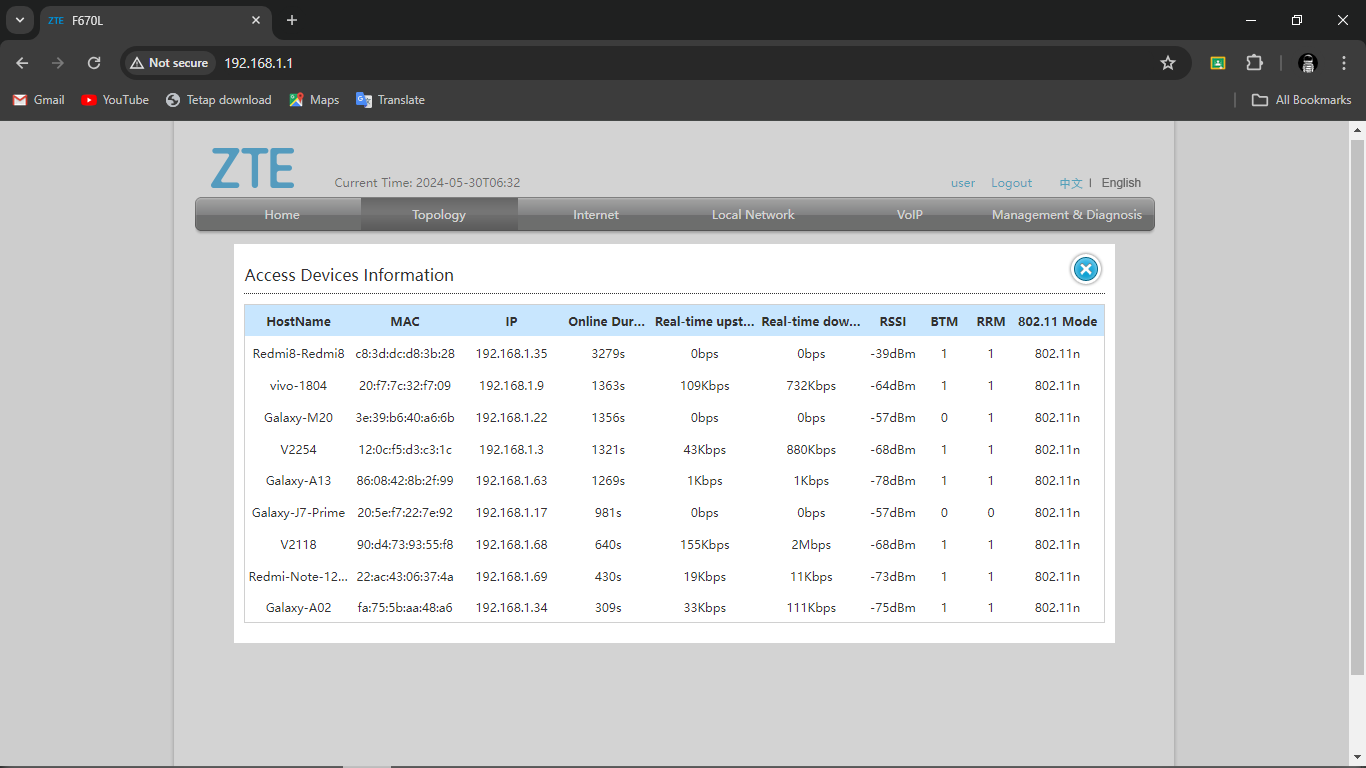 ZTE F670L
Not secure 192.168.1.1
Gmail YouTube Tetap download Maps Translate All Bookmarks
ZTE
Current Time: 2024-05-30T06:32 user Logout 中文 | English
Home Topology Internet Local Network VoIP Management & Diagnosis
Access Devices Information
HostName MAC IP Online Dur... Real-time upst... Real-time dow... RSSI BTM RRM 802.11 Mode
Redmi8-Redmi8 c8:3d:dc:d8:3b:28 192.168.1.35 3279s 0bps 0bps -39dBm 1 1 802.11n
vivo-1804 20:f7:7c:32:f7:09 192.168.1.9 1363s 109Kbps 732Kbps -64dBm 1 1 802.11n
Galaxy-M20 3e:39:b6:40:a6:6b 192.168.1.22 1356s 0bps 0bps -57dBm 0 1 802.11n
V2254 12:0c:f5:d3:c3:1c 192.168.1.3 1321s 43Kbps 880Kbps -68dBm 1 1 802.11n
Galaxy-A13 86:08:42:8b:2f:99 192.168.1.63 1269s 1Kbps 1Kbps -78dBm 1 1 802.11n
Galaxy-J7-Prime 20:5e:f7:22:7e:92 192.168.1.17 981s 0bps 0bps -57dBm 0 0 802.11n
V2118 90:d4:73:93:55:f8 192.168.1.68 640s 155Kbps 2Mbps -68dBm 1 1 802.11n
Redmi-Note-12... 22:ac:43:06:37:4a 192.168.1.69 430s 19Kbps 11Kbps -73dBm 1 1 802.11n
Galaxy-A02 fa:75:5b:aa:48:a6 192.168.1.34 309s 33Kbps 111Kbps -75dBm 1 1 802.11n